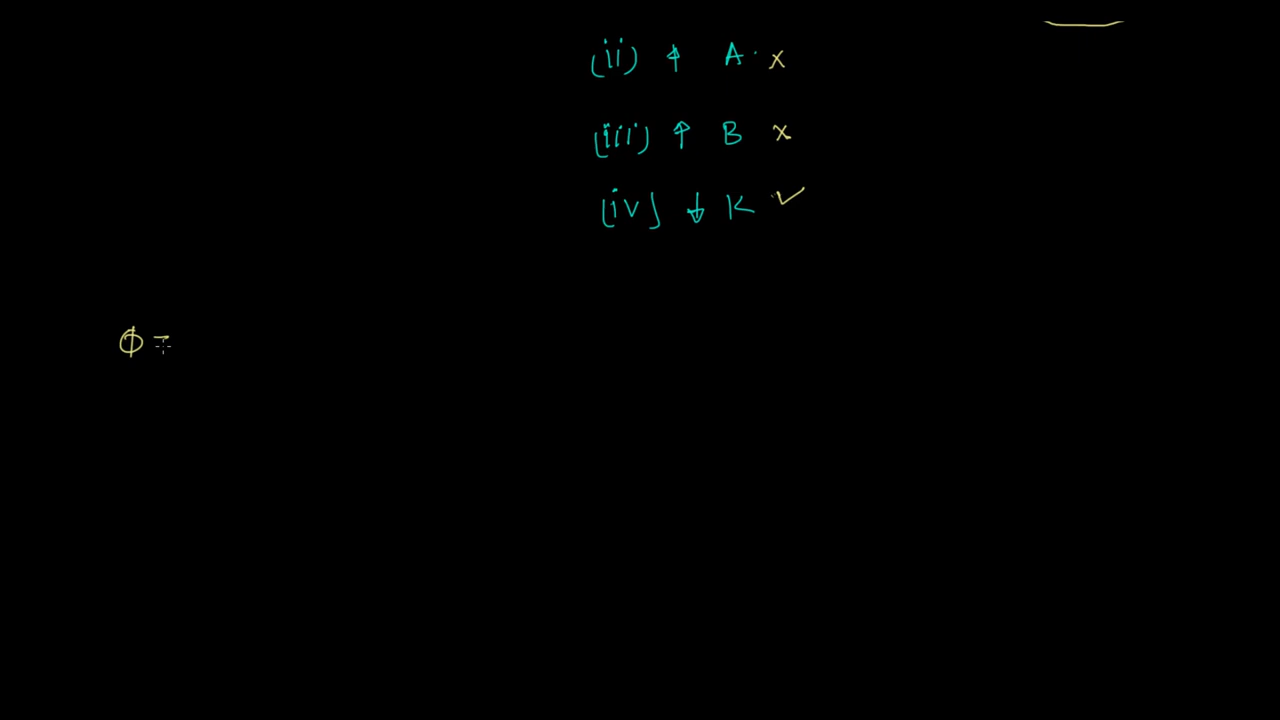 (ii) ↑ A. x
(iii) ↑ B x
(iv) ↓ K ✓
Φ =